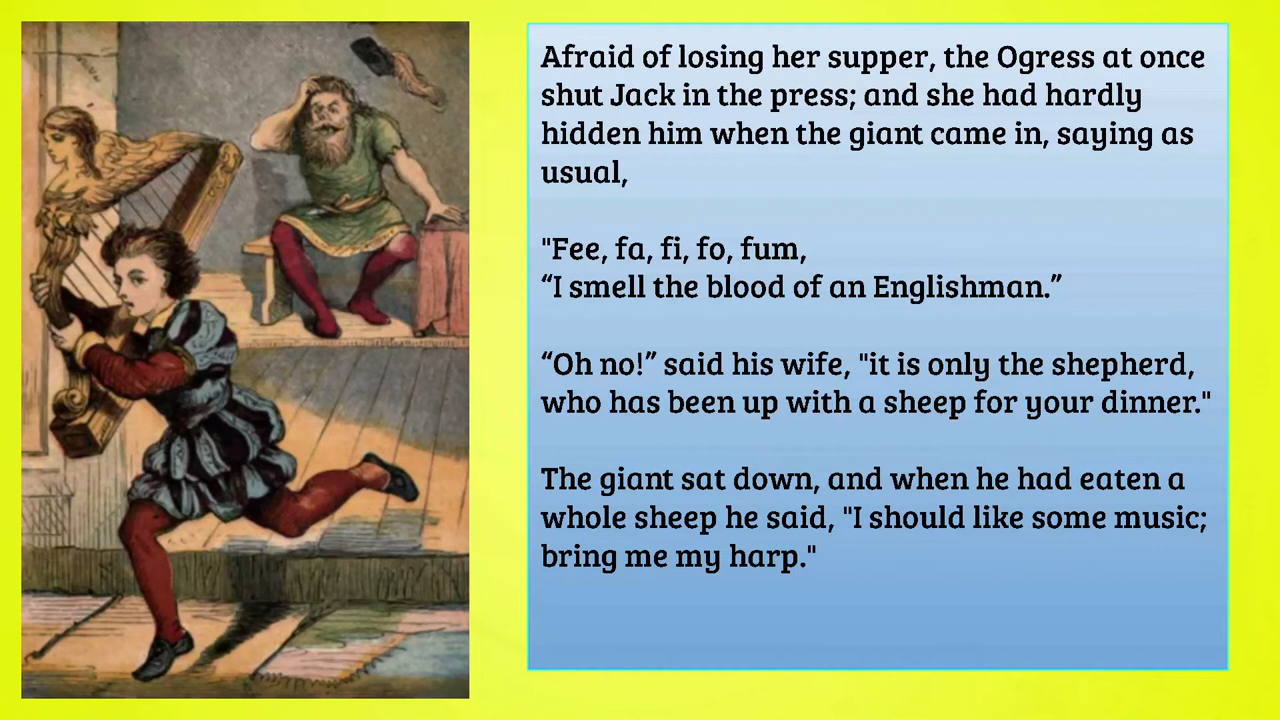 Afraid of losing her supper, the Ogress at once
shut Jack in the press; and she had hardly
hidden him when the giant came in, saying as
usual,
"Fee, fa, fi, fo, fum,
“I smell the blood of an Englishman.”
“Oh no!” said his wife, "it is only the shepherd,
who has been up with a sheep for your dinner."
The giant sat down, and when he had eaten a
whole sheep he said, "I should like some music;
bring me my harp."